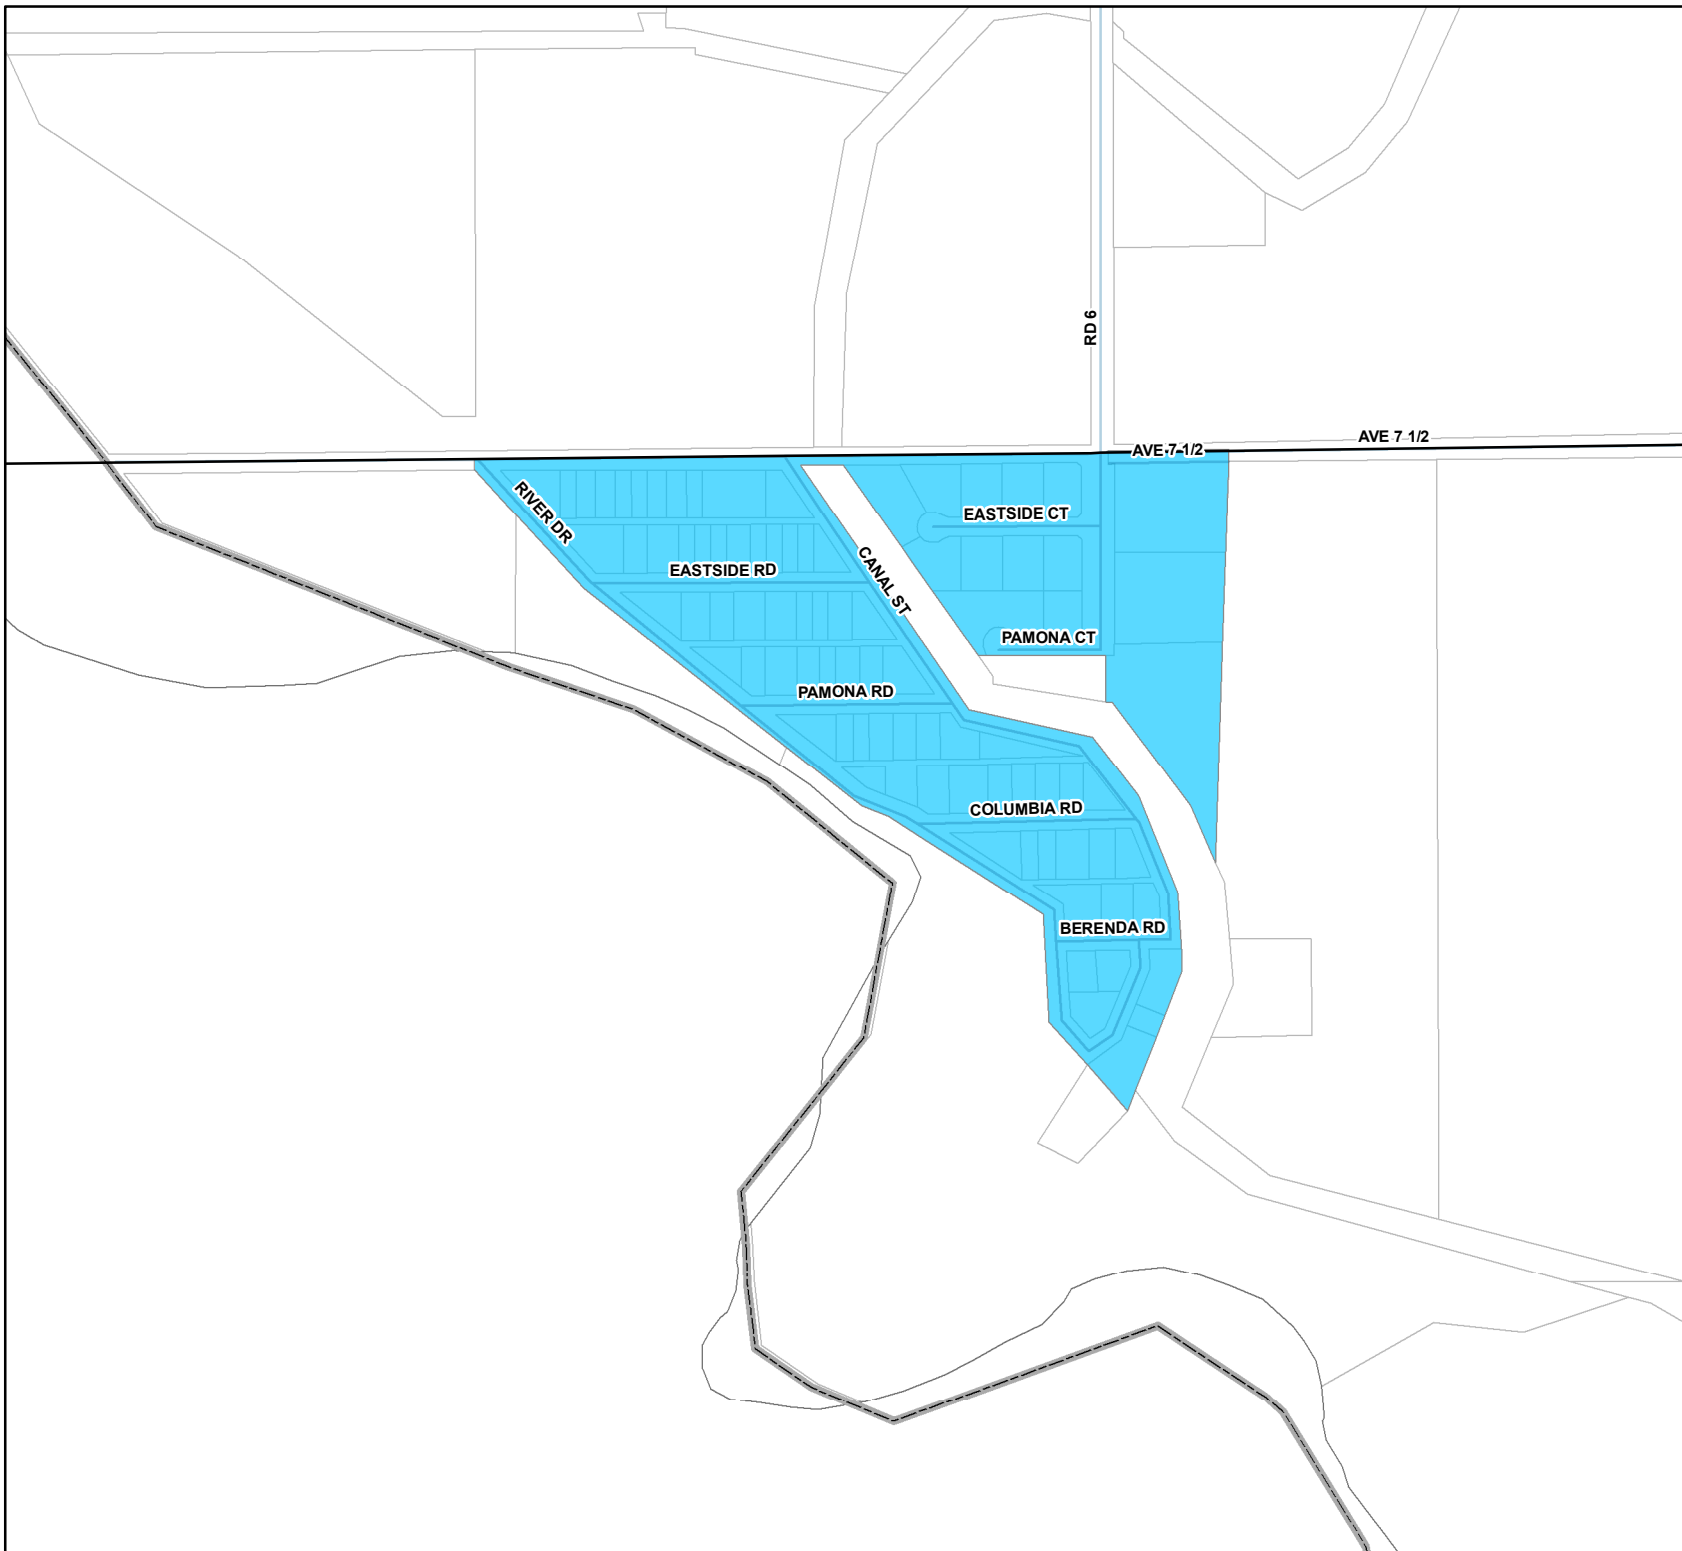 RD 6
AVE 7 1/2
AVE 7 1/2
RIVER DR
EASTSIDE CT
CANAL ST
EASTSIDE RD
PAMONA CT
PAMONA RD
COLUMBIA RD
BERENDA RD